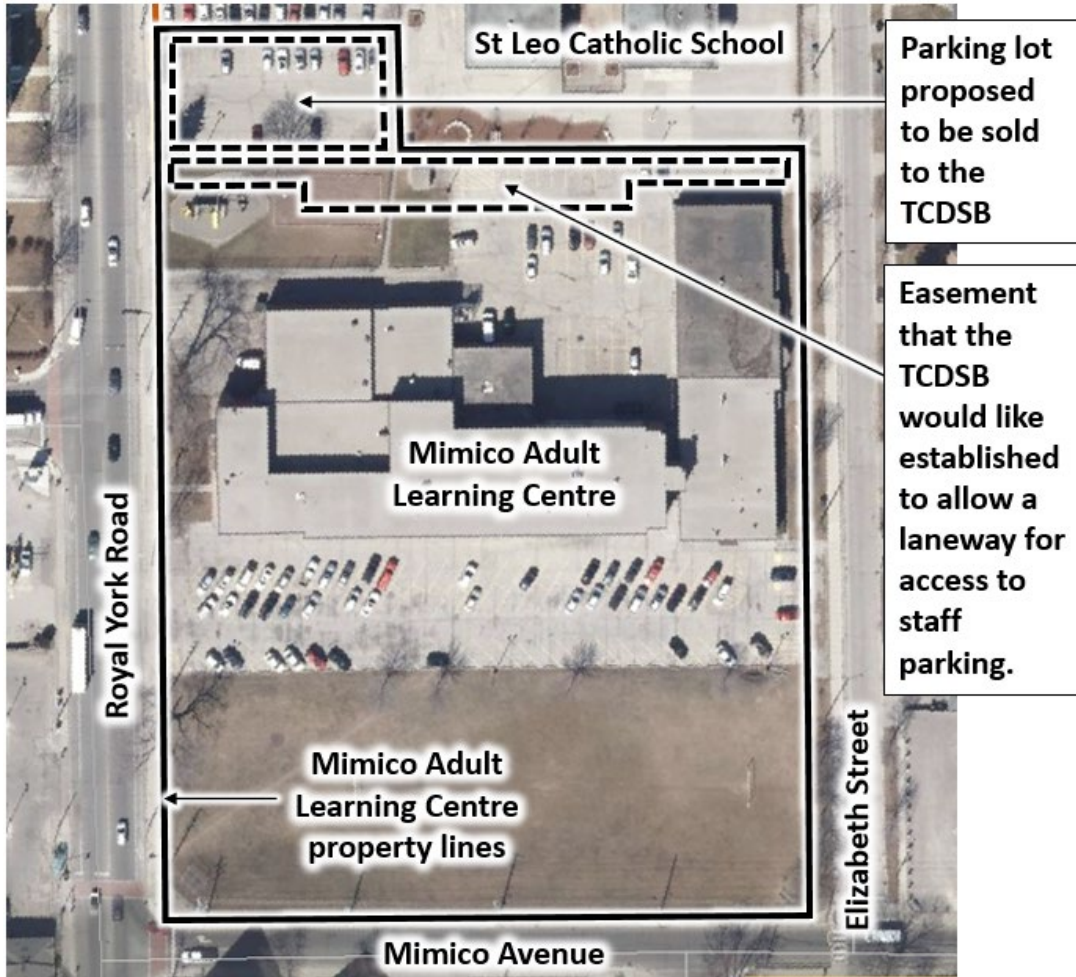 St Leo Catholic School
Parking lot
proposed
to be sold
to the
TCDSB
Easement
that the
TCDSB
would like
established
to allow a
laneway for
access to
staff
parking.
Mimico Adult
Learning Centre
Royal York Road
Mimico Adult
Learning Centre
property lines
Elizabeth Street
Mimico Avenue